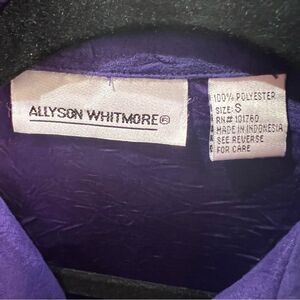 ALLYSON WHITMORE®
100% POLYESTER
SIZE: S
RN# 101760
MADE IN INDONESIA
SEE REVERSE
FOR CARE